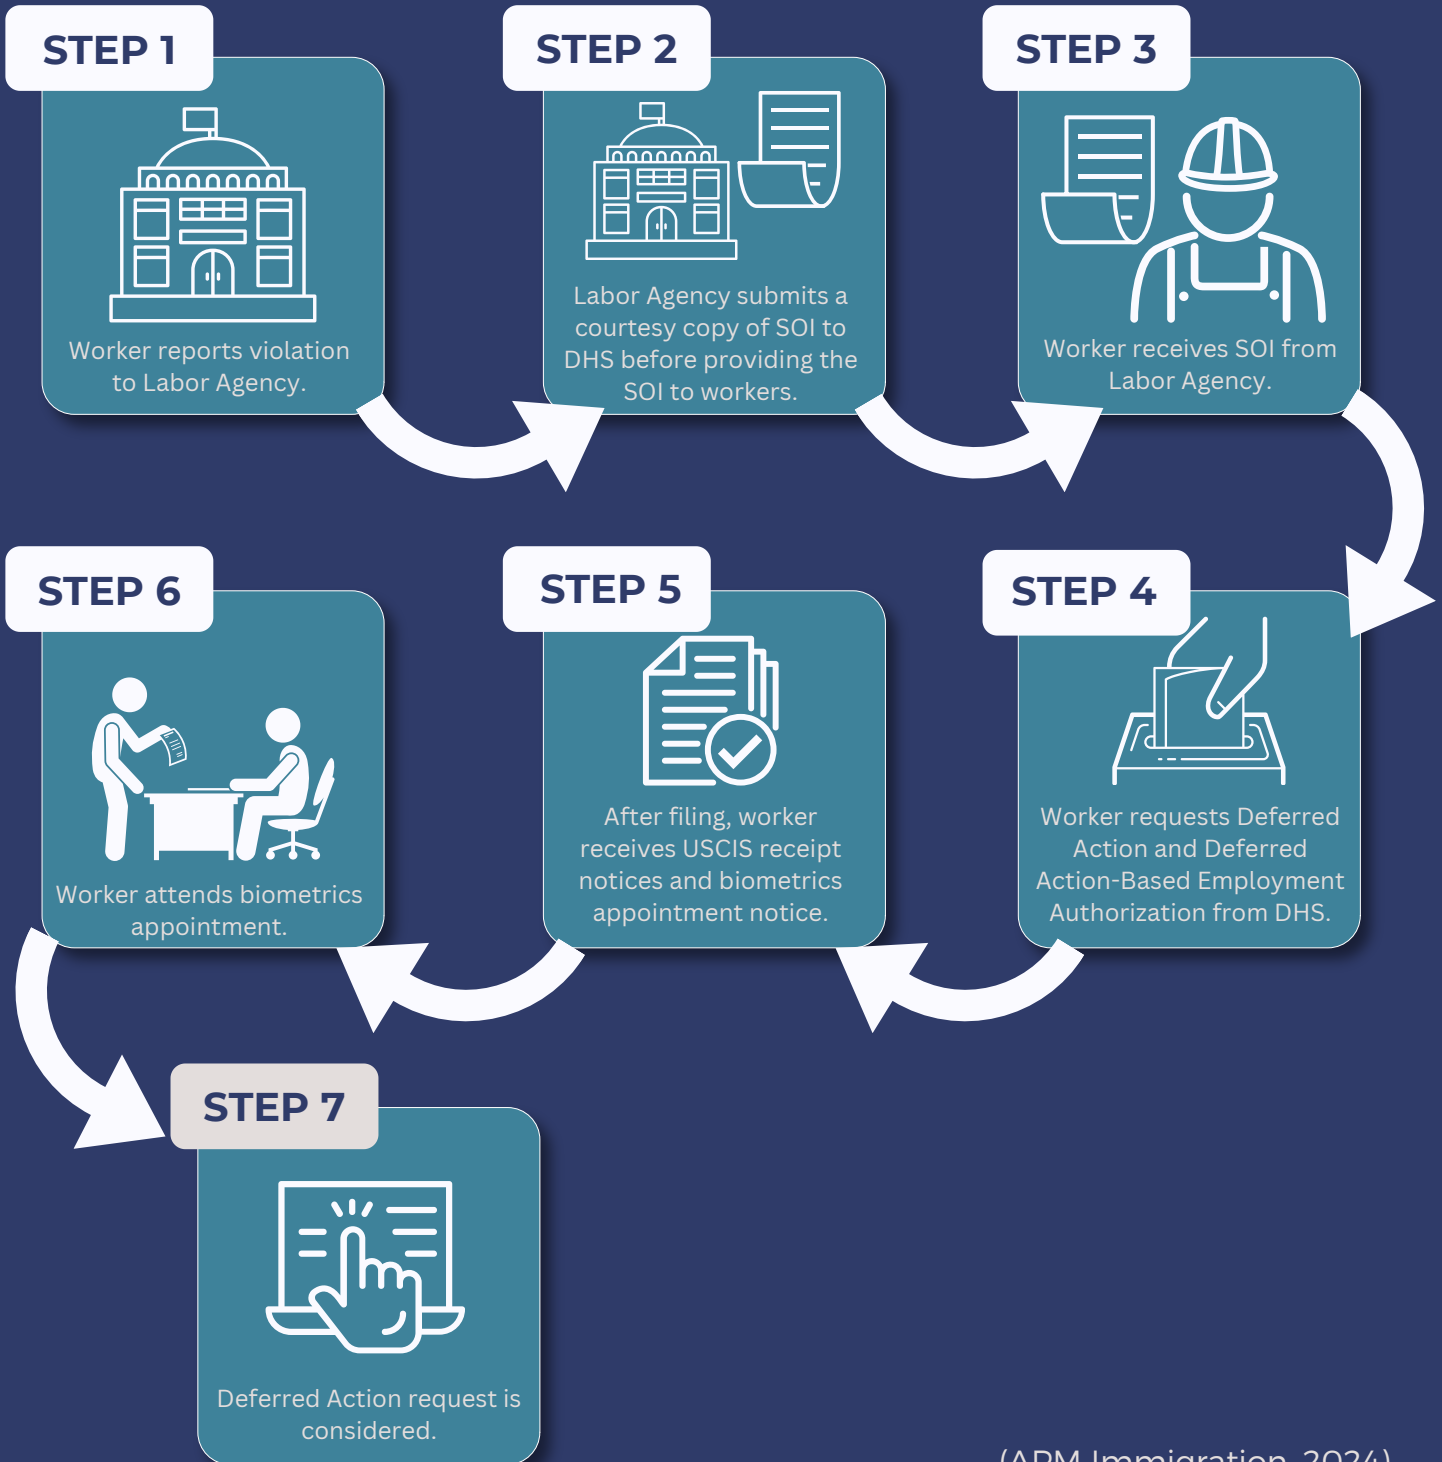 STEP 1
Worker reports violation
to Labor Agency.
STEP 2
Labor Agency submits a
courtesy copy of SOI to
DHS before providing the
SOI to workers.
STEP 3
Worker receives SOI from
Labor Agency.
STEP 4
Worker requests Deferred
Action and Deferred
Action-Based Employment
Authorization from DHS.
STEP 5
After filing, worker
receives USCIS receipt
notices and biometrics
appointment notice.
STEP 6
Worker attends biometrics
appointment.
STEP 7
Deferred Action request is
considered.
Immigration, 2024)